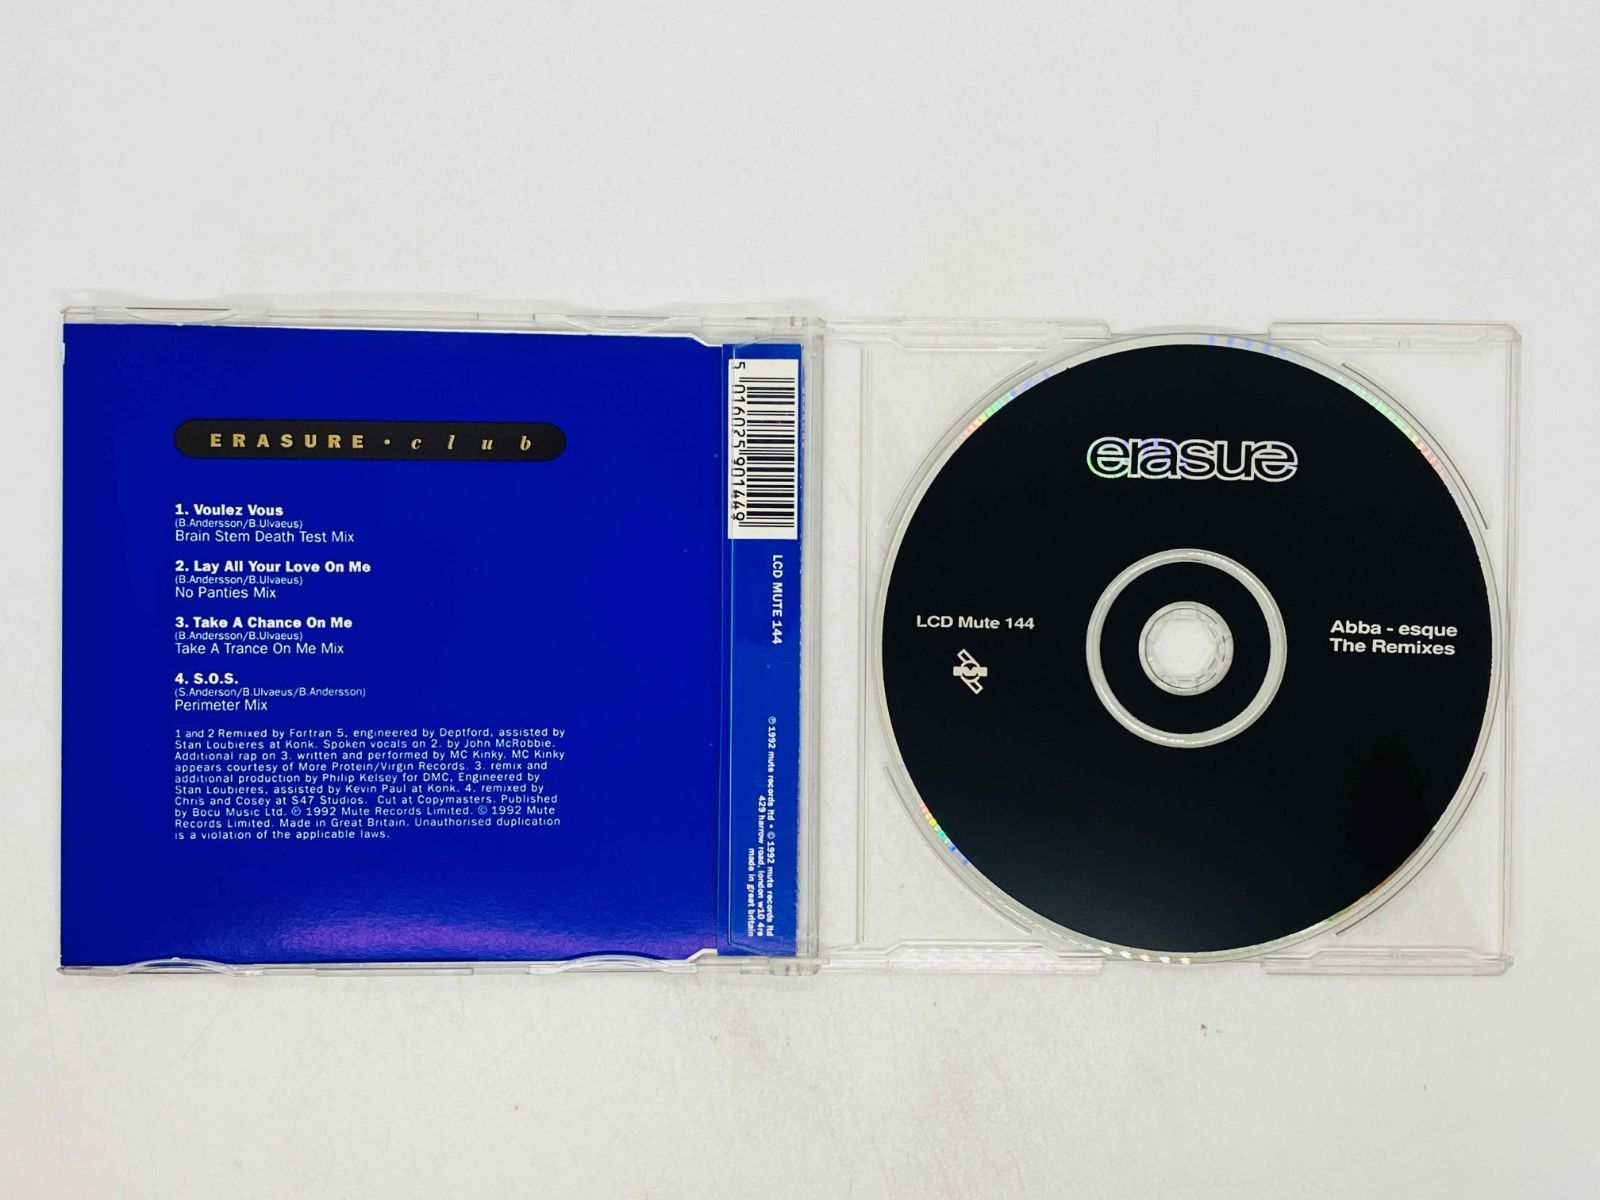 ERASURE • club
1. Voulez Vous
(B.Andersson/B.Ulvaeus)
Brain Stem Death Test Mix
2. Lay All Your Love On Me
(B.Andersson/B.Ulvaeus)
No Panties Mix
3. Take A Chance On Me
(B.Andersson/B.Ulvaeus)
Take A Trance On Me Mix
4. S.O.S.
(S.Anderson/B.Ulvaeus/B.Andersson)
Perimeter Mix
1 and 2 Remixed by Fortran 5, engineered by Deptford, assisted by
Stan Loubieres at Konk. Spoken vocals on 2. by John McRobbie.
Additional rap on 3. written and performed by MC Kinky. MC Kinky
appears courtesy of More Protein/Virgin Records. 3. remix and
additional production by Philip Kelsey for DMC, Engineered by
Stan Loubieres, assisted by Kevin Paul at Konk. 4. remixed by
Chris and Cosey at S47 Studios. Cut at Copymasters. Published
by Bocu Music Ltd. ℗ 1992 Mute Records Limited. © 1992 Mute
Records Limited. Made in Great Britain. Unauthorised duplication
is a violation of the applicable laws.
5 016025 901449
LCD MUTE 144
℗ 1992 mute records ltd • © 1992 mute records ltd
429 harrow road, london w10 4re
made in great britain
erasure
LCD Mute 144
Abba - esque
The Remixes